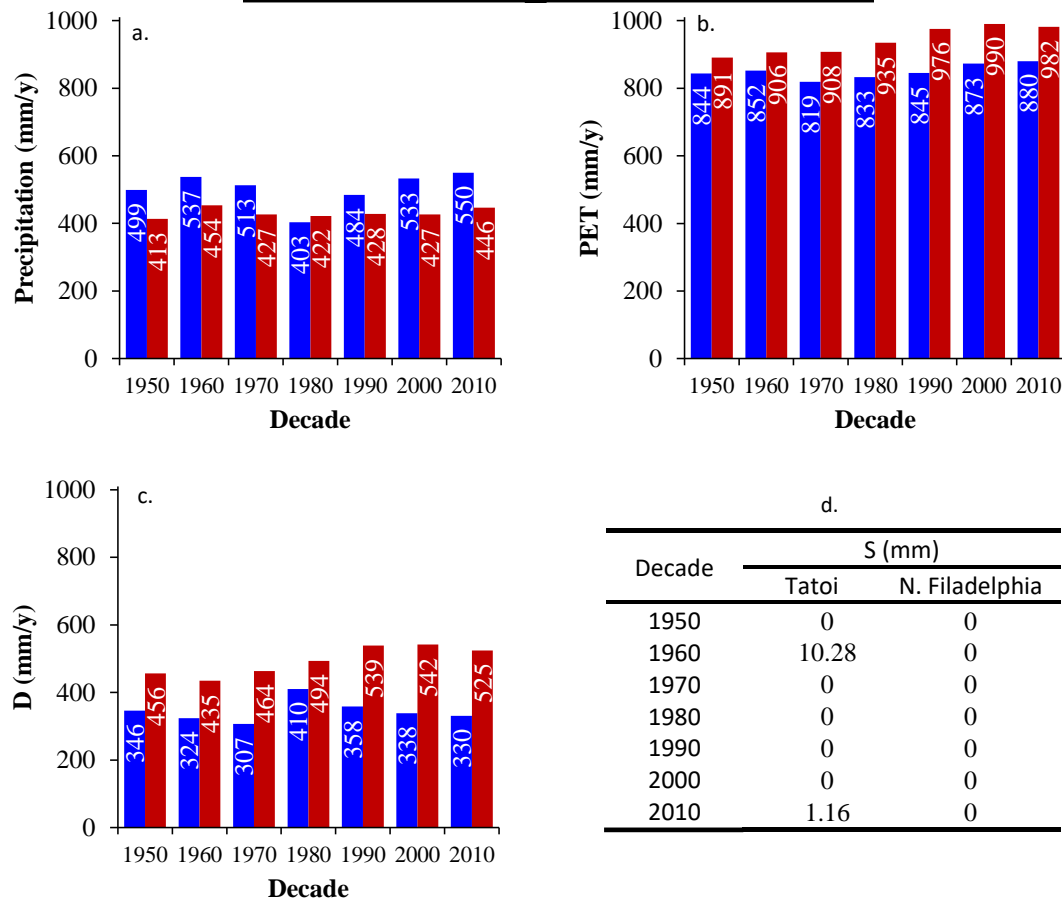 a.
Precipitation (mm/y)
1000
800
600
400
200
0
499
413
537
454
513
427
403
422
484
428
533
427
550
446
1950 1960 1970 1980 1990 2000 2010
Decade
b.
PET (mm/y)
1000
800
600
400
200
0
844
891
852
906
819
908
833
935
845
976
873
990
880
982
1950 1960 1970 1980 1990 2000 2010
Decade
c.
D (mm/y)
1000
800
600
400
200
0
346
456
324
435
307
464
410
494
358
539
338
542
330
525
1950 1960 1970 1980 1990 2000 2010
Decade
d.
Decade S (mm)
Tatoi N. Filadelphia
1950 0 0
1960 10.28 0
1970 0 0
1980 0 0
1990 0 0
2000 0 0
2010 1.16 0